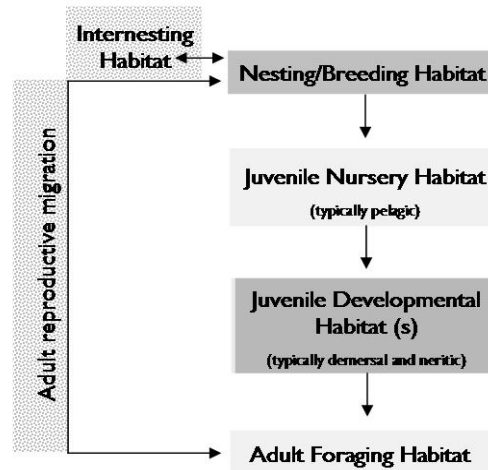 Internesting
Habitat
Nesting/Breeding Habitat
Juvenile Nursery Habitat
(typically pelagic)
Juvenile Developmental
Habitat (s)
(typically demersal and neritic)
Adult Foraging Habitat
Adult reproductive migration